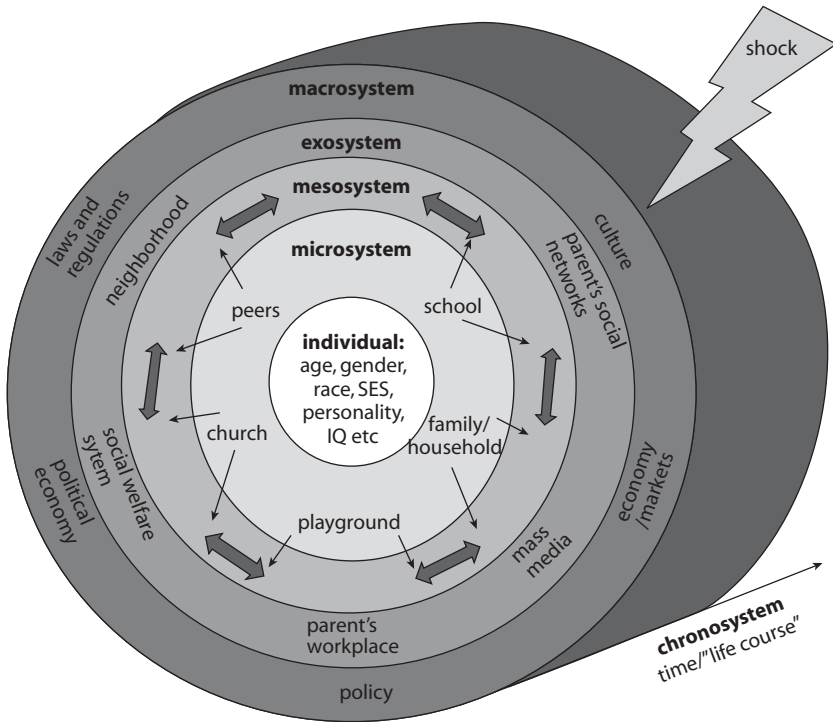 shock
macrosystem
exosystem
mesosystem
microsystem
laws and
regulations
neighborhood
culture
parent's social
networks
peers
school
individual:
age, gender,
race, SES,
personality,
IQ etc
church
family/
household
political
economy
social welfare
sytem
economy
/markets
playground
mass
media
parent's
workplace
policy
chronosystem
time/"life course"